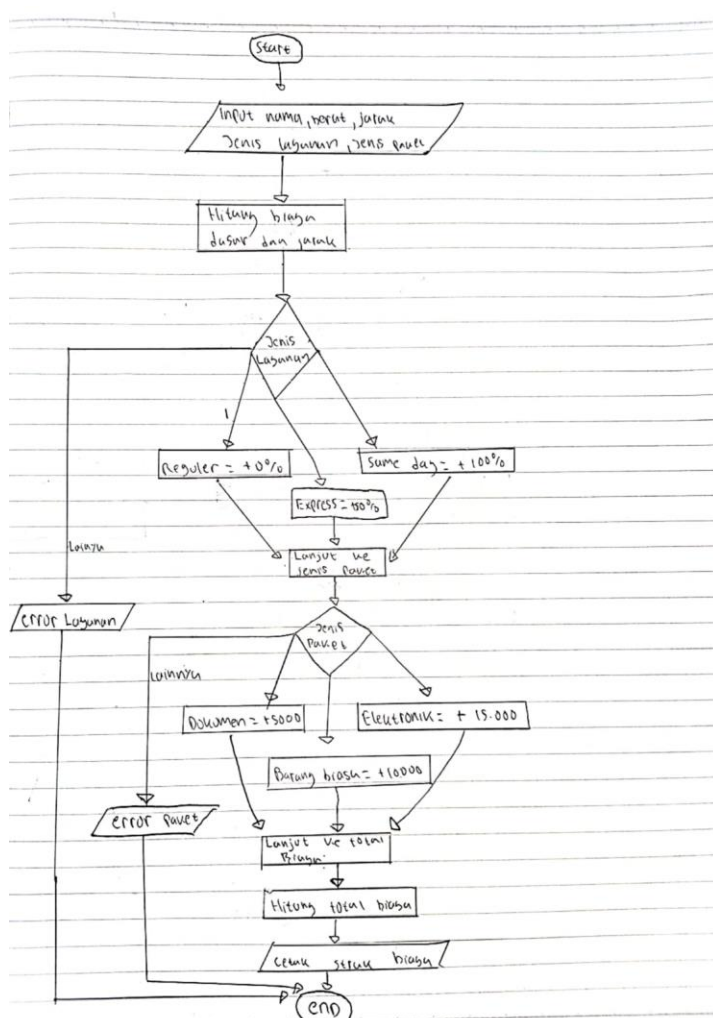 Start
Input nama, berat, jarak
Jenis layanan, Jenis paket
Hitung biaya
dasar dan jarak
Jenis
Layanan
1
Reguler = +0%
Same day = +100%
Express = +50%
Lainya
Lanjut ke
jenis paket
error Layanan
Jenis
Paket
Lainnya
Dokumen = +5000
Elektronik = + 15.000
Barang biasa = +10000
error Paket
Lanjut ke total
Biaya
Hitung total biaya
cetak struk biaya
end